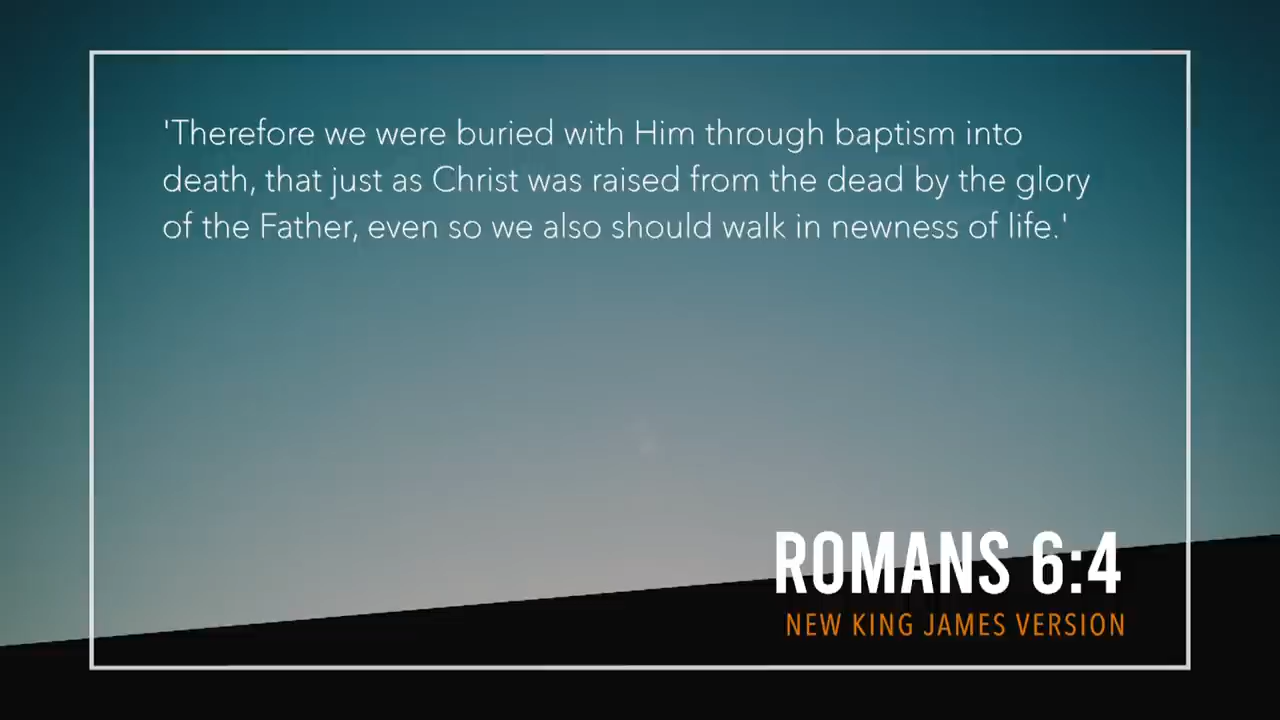 'Therefore we were buried with Him through baptism into
death, that just as Christ was raised from the dead by the glory
of the Father, even so we also should walk in newness of life.'
ROMANS 6:4
NEW KING JAMES VERSION